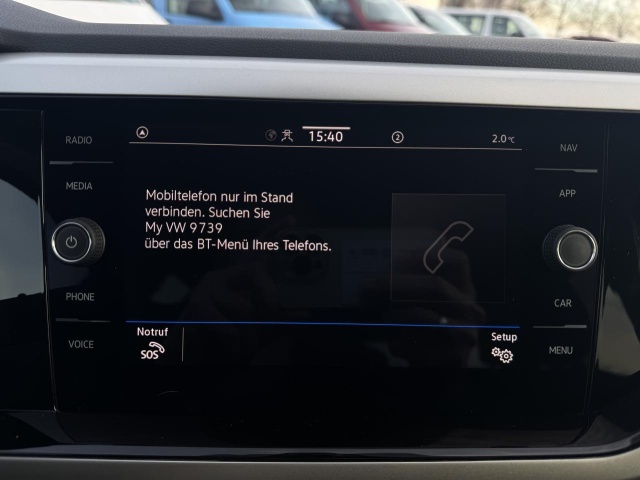 RADIO
MEDIA
PHONE
VOICE
15:40
2
2.0°C
Mobiltelefon nur im Stand
verbinden. Suchen Sie
My VW 9739
über das BT-Menü Ihres Telefons.
Notruf
SOS
Setup
NAV
APP
CAR
MENU